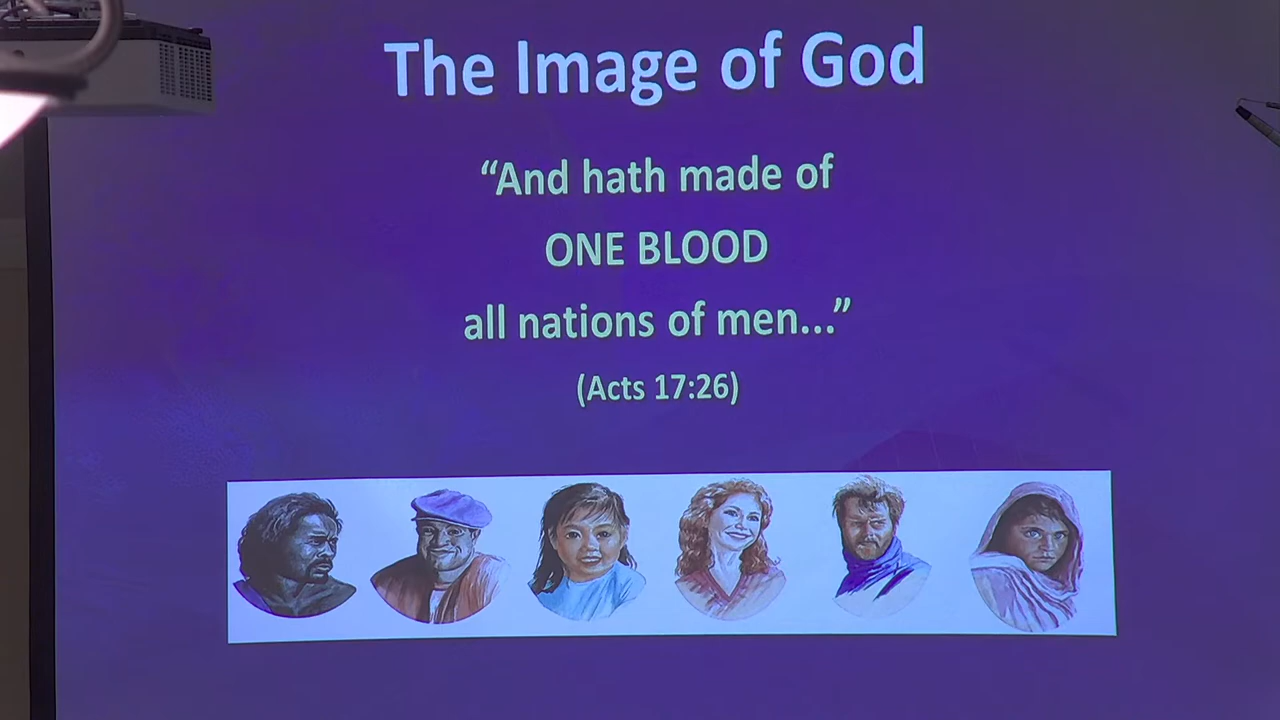 The Image of God
“And hath made of
ONE BLOOD
all nations of men...”
(Acts 17:26)